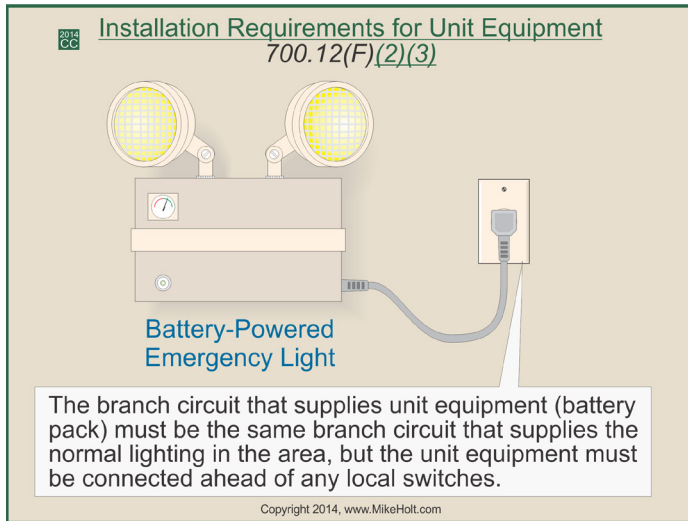 2014
CC
Installation Requirements for Unit Equipment
700.12(F)(2)(3)
Battery-Powered
Emergency Light
The branch circuit that supplies unit equipment (battery
pack) must be the same branch circuit that supplies the
normal lighting in the area, but the unit equipment must
be connected ahead of any local switches.
Copyright 2014, www.MikeHolt.com